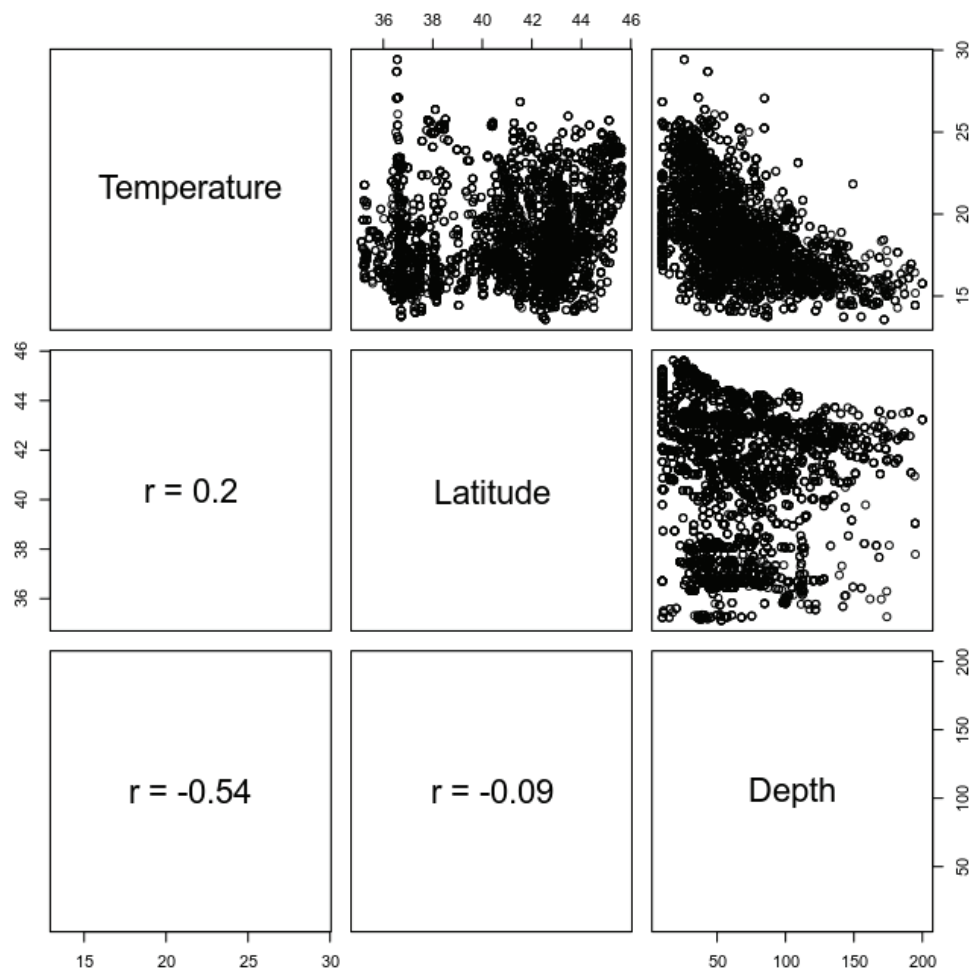 36 38 40 42 44 46
Temperature
15 20 25 30
36 38 40 42 44 46
r = 0.2
Latitude
r = -0.54
r = -0.09
Depth
50 100 150 200
15 20 25 30
50 100 150 200